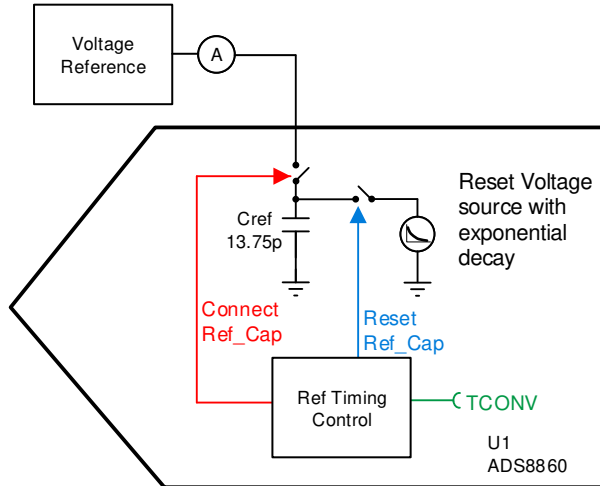 Voltage
Reference
A
Reset Voltage
source with
exponential
decay
Cref
13.75p
Connect
Ref_Cap
Reset
Ref_Cap
Ref Timing
Control
TCONV
U1
ADS8860